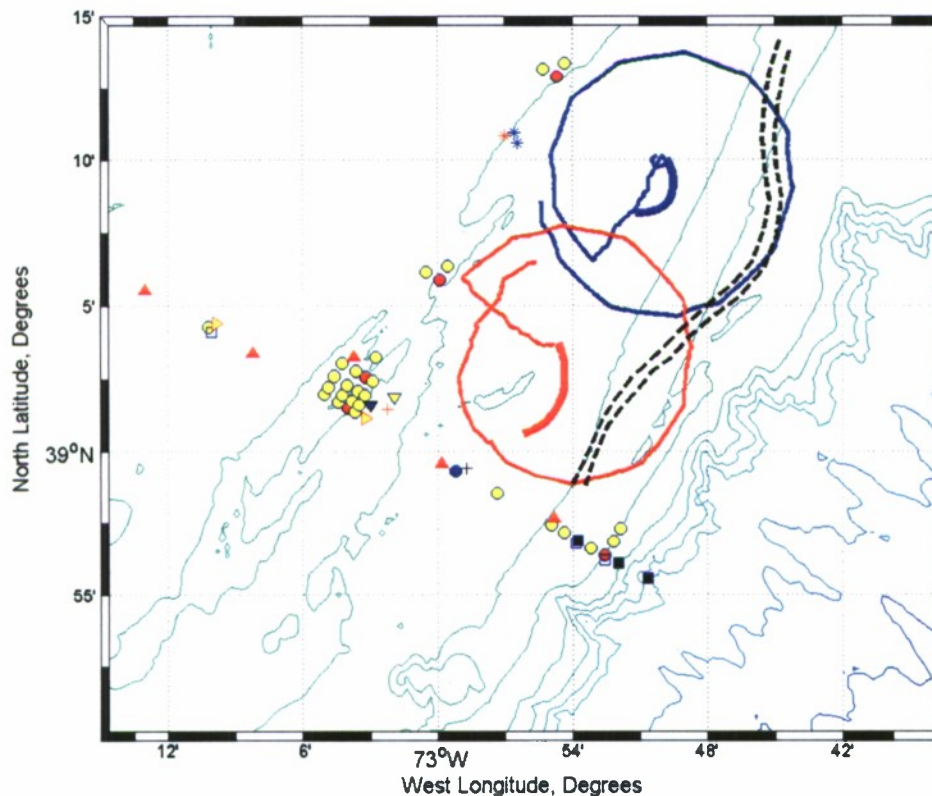 15'
10'
5'
39°N
55'
North Latitude, Degrees
12'
6'
73°W
54'
48'
42'
West Longitude, Degrees